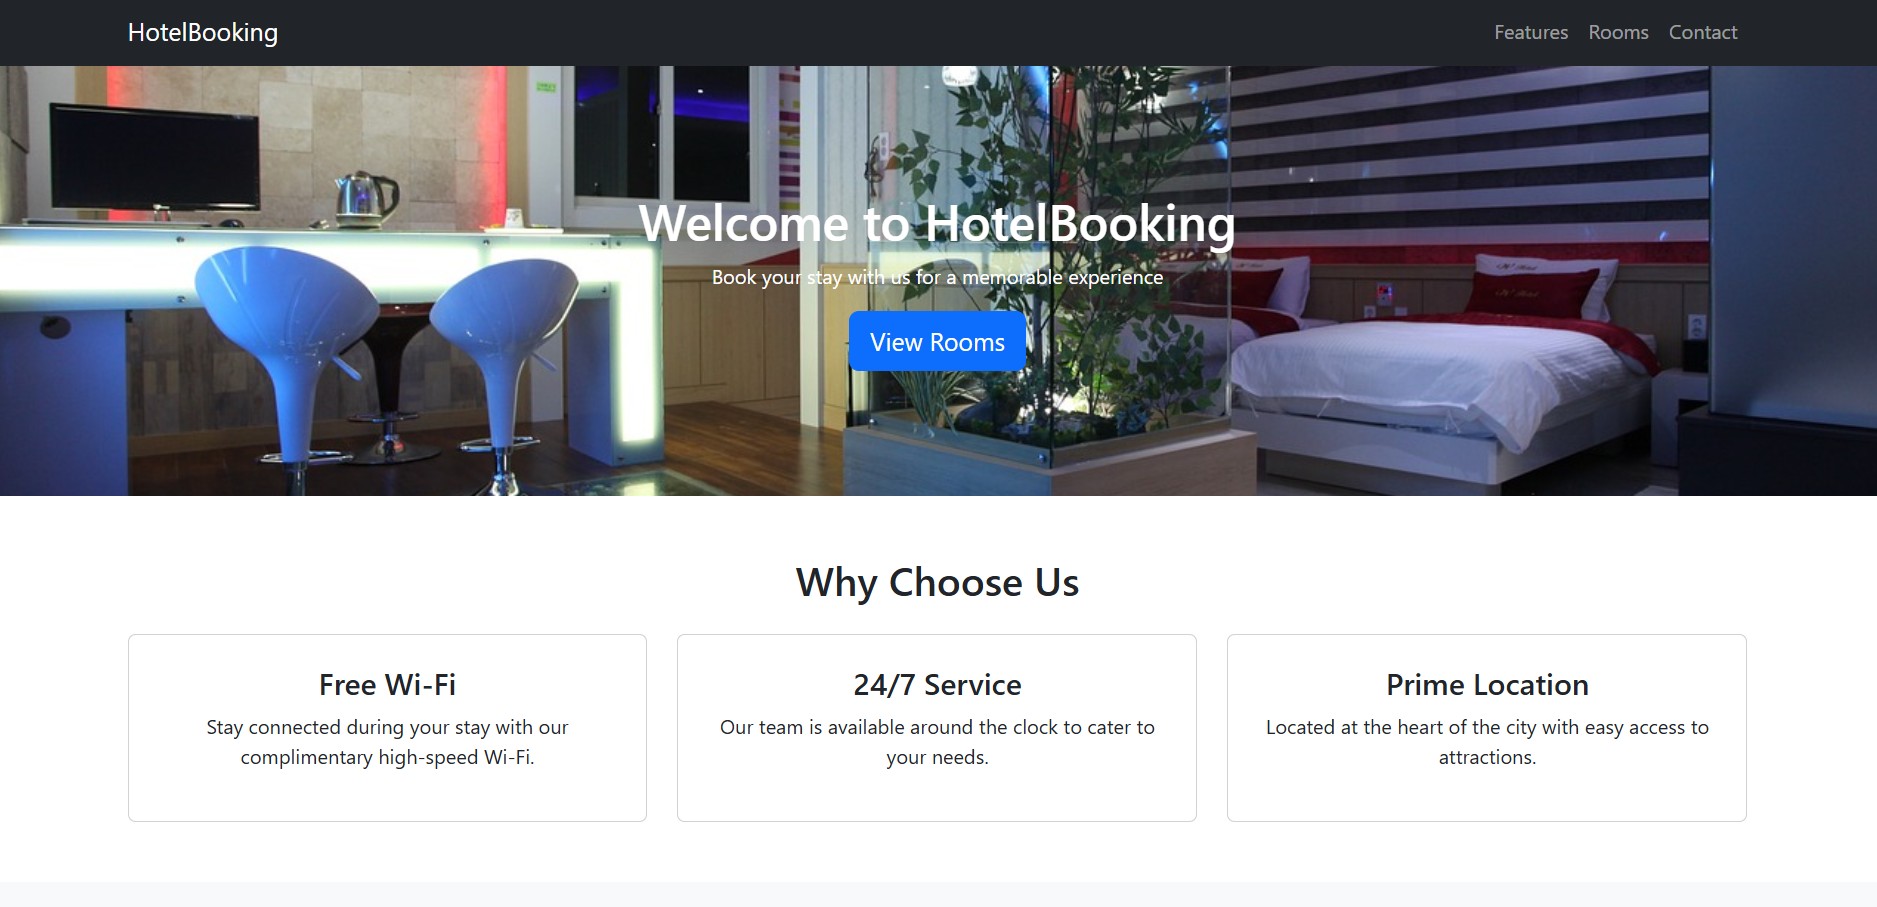 HotelBooking
Features
Rooms
Contact
Welcome to HotelBooking
Book your stay with us for a memorable experience
View Rooms
Why Choose Us
Free Wi-Fi
Stay connected during your stay with our
complimentary high-speed Wi-Fi.
24/7 Service
Our team is available around the clock to cater to
your needs.
Prime Location
Located at the heart of the city with easy access to
attractions.